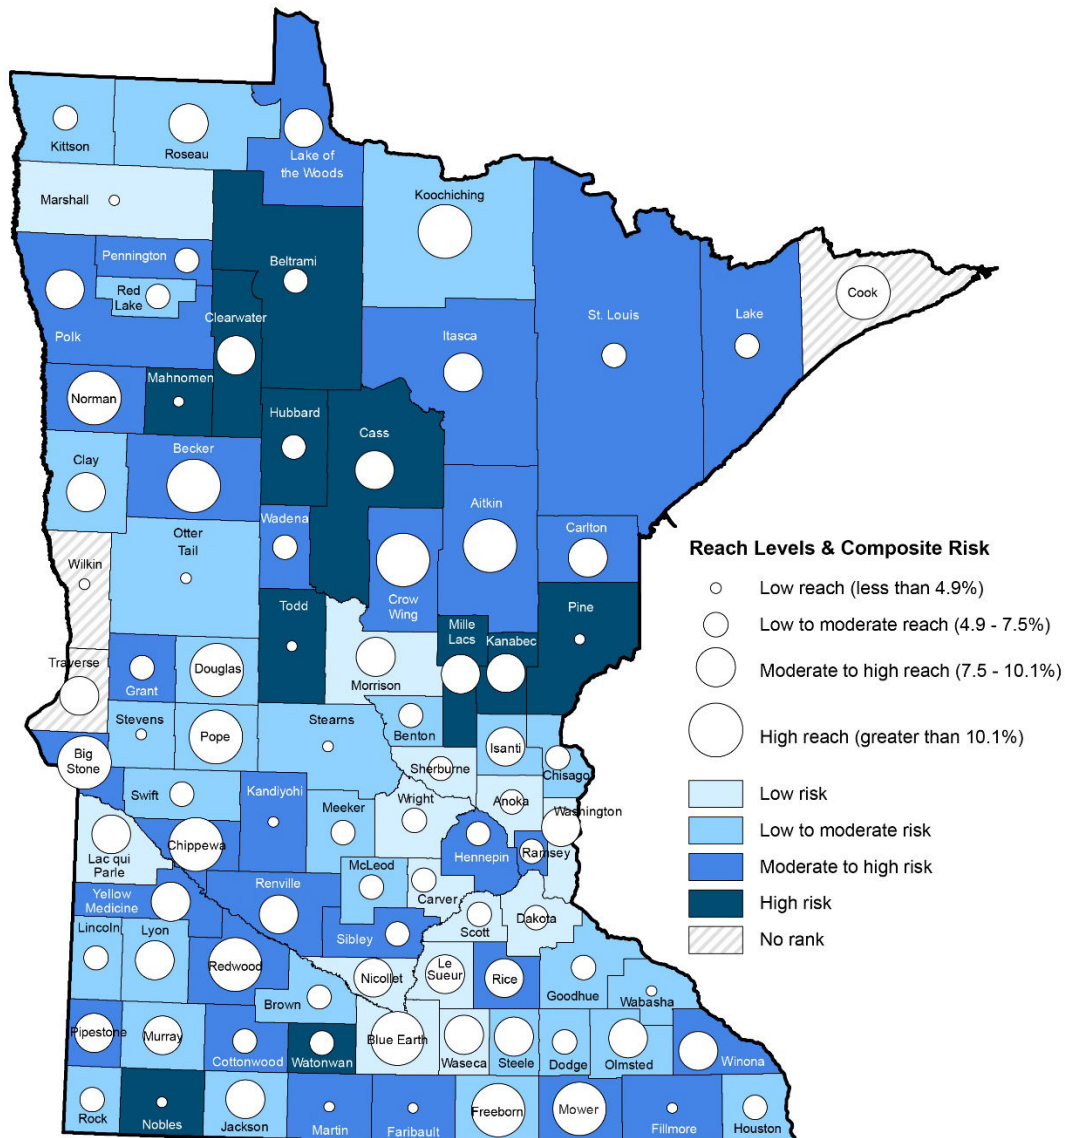 Kittson
Roseau
Lake of
the Woods
Marshall
Koochiching
Pennington
Beltrami
Red
Lake
Cook
Clearwater
St. Louis
Lake
Polk
Itasca
Mahnomen
Norman
Hubbard
Cass
Becker
Clay
Aitkin
Wadena
Carlton
Otter
Tail
Wilkin
Crow
Wing
Todd
Pine
Mille
Lacs
Kanabec
Traverse
Douglas
Morrison
Grant
Stevens
Stearns
Pope
Benton
Isanti
Big
Stone
Sherburne
Chisago
Swift
Kandiyohi
Wright
Anoka
Meeker
Washington
Chippewa
Hennepin
Ramsey
Lac qui
Parle
McLeod
Renville
Carver
Yellow
Medicine
Dakota
Scott
Lincoln
Lyon
Sibley
Redwood
Le
Sueur
Nicollet
Rice
Goodhue
Wabasha
Brown
Pipestone
Murray
Blue Earth
Cottonwood
Watonwan
Waseca
Steele
Dodge
Olmsted
Winona
Rock
Nobles
Jackson
Martin
Faribault
Freeborn
Mower
Fillmore
Houston
Reach Levels & Composite Risk
Low reach (less than 4.9%)
Low to moderate reach (4.9 - 7.5%)
Moderate to high reach (7.5 - 10.1%)
High reach (greater than 10.1%)
Low risk
Low to moderate risk
Moderate to high risk
High risk
No rank